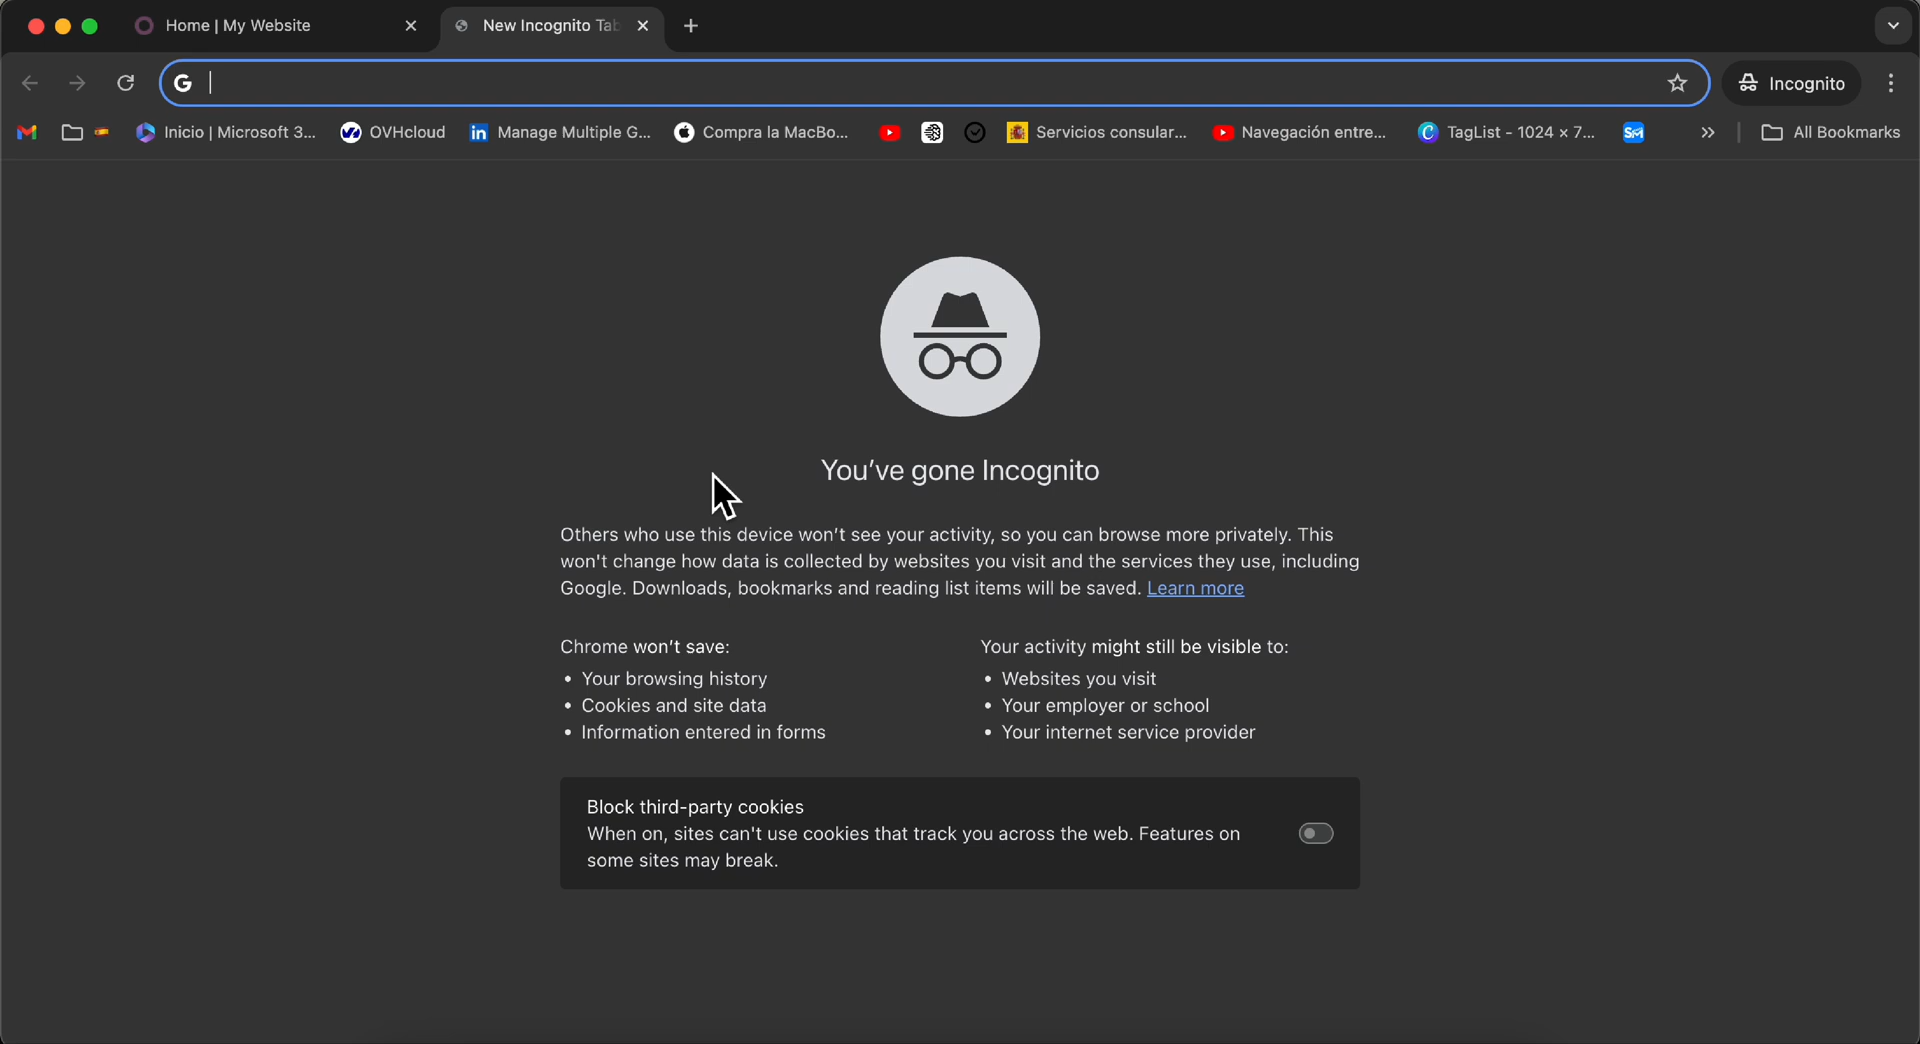 Home | My Website
New Incognito Tab
G
Incognito
Inicio | Microsoft 3...
OVHcloud
in Manage Multiple G...
Compra la MacBo...
Servicios consular...
Navegación entre...
C TagList - 1024 × 7...
SM
All Bookmarks
You've gone Incognito
Others who use this device won't see your activity, so you can browse more privately. This
won't change how data is collected by websites you visit and the services they use, including
Google. Downloads, bookmarks and reading list items will be saved. Learn more
Chrome won't save:
• Your browsing history
• Cookies and site data
• Information entered in forms
Your activity might still be visible to:
• Websites you visit
• Your employer or school
• Your internet service provider
Block third-party cookies
When on, sites can't use cookies that track you across the web. Features on
some sites may break.